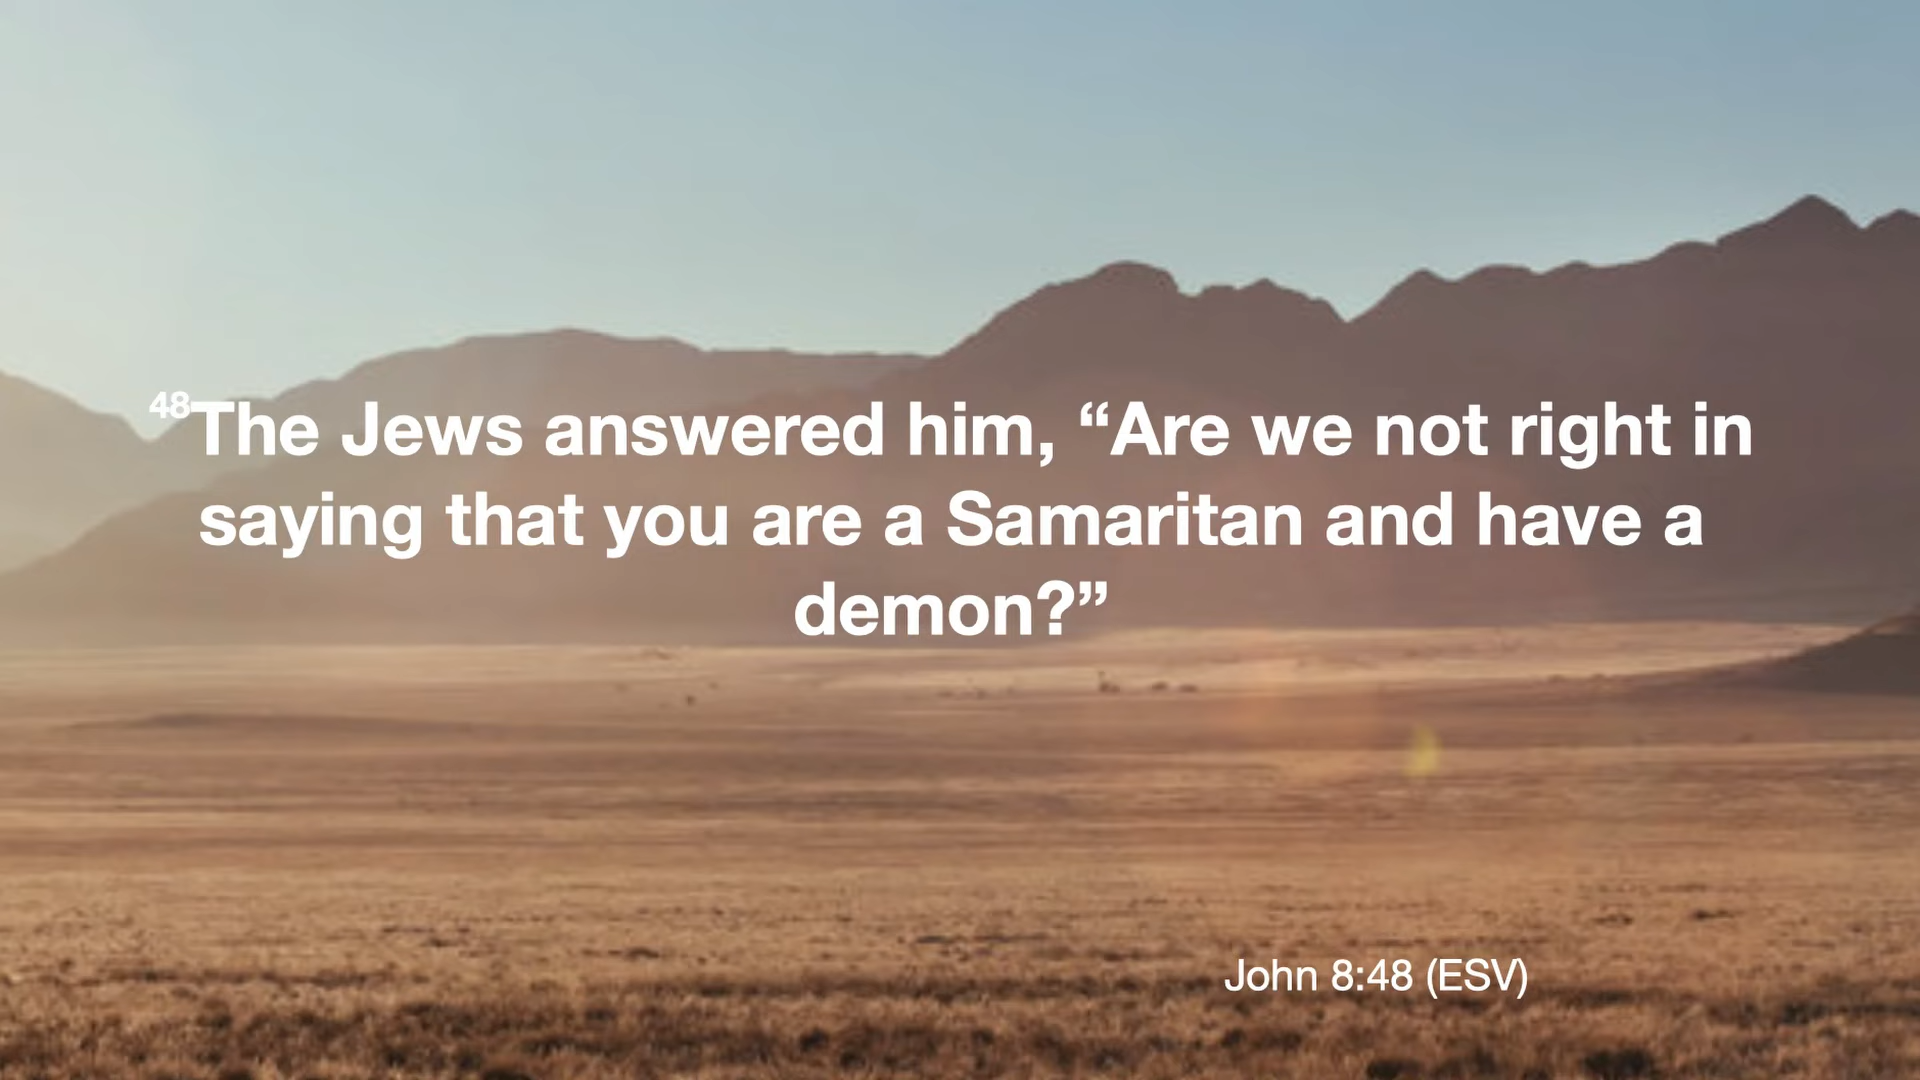 48The Jews answered him, “Are we not right in
saying that you are a Samaritan and have a
demon?”
John 8:48 (ESV)